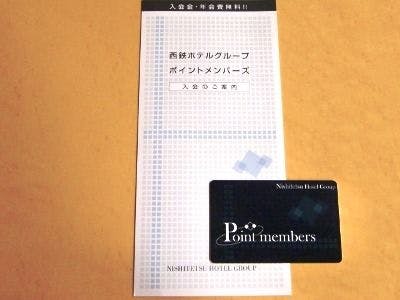 入会金・年会費無料!!
西鉄ホテルグループ
ポイントメンバーズ
入会のご案内
NISHITETSU HOTEL GROUP
Nishitetsu Hotel Group
Point members